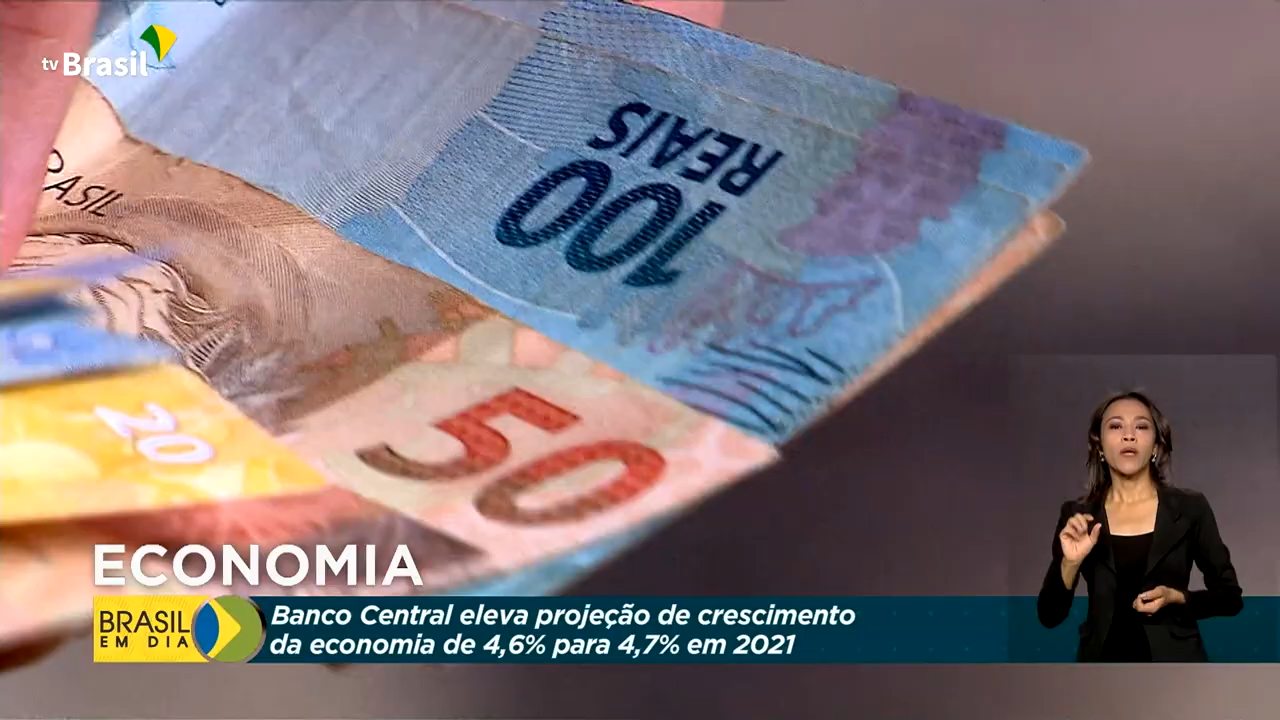 tv Brasil
100
REAIS
ASIL
50
20
ECONOMIA
BRASIL
EM DIA
Banco Central eleva projeção de crescimento
da economia de 4,6% para 4,7% em 2021